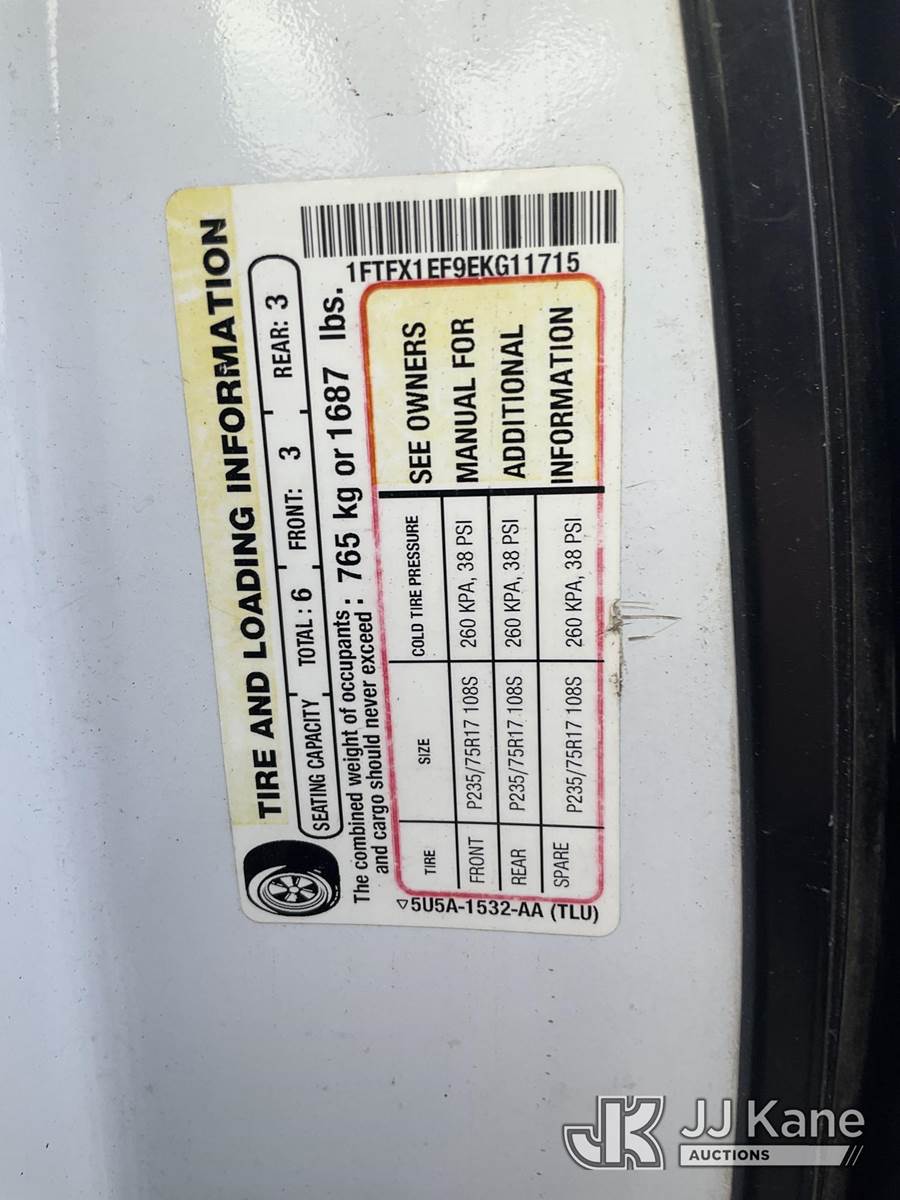 TIRE AND LOADING INFORMATION
SEATING CAPACITY TOTAL : 6 FRONT: 3 REAR: 3
The combined weight of occupants
and cargo should never exceed : 765 kg or 1687 lbs.
1FTFX1EF9EKG11715
TIRE SIZE COLD TIRE PRESSURE
FRONT P235/75R17 108S 260 KPA, 38 PSI
REAR P235/75R17 108S 260 KPA, 38 PSI
SPARE P235/75R17 108S 260 KPA, 38 PSI
SEE OWNERS
MANUAL FOR
ADDITIONAL
INFORMATION
5U5A-1532-AA (TLU)
JK JJ Kane
AUCTIONS